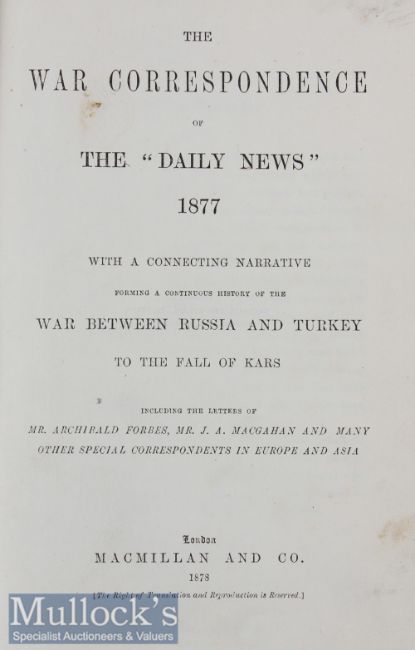 THE
WAR CORRESPONDENCE
OF
THE "DAILY NEWS"
1877
WITH A CONNECTING NARRATIVE
FORMING A CONTINUOUS HISTORY OF THE
WAR BETWEEN RUSSIA AND TURKEY
TO THE FALL OF KARS
INCLUDING THE LETTERS OF
MR. ARCHIBALD FORBES, MR. J. A. MACGAHAN AND MANY
OTHER SPECIAL CORRESPONDENTS IN EUROPE AND ASIA
London
MACMILLAN AND CO.
1878
[The Right of Translation and Reproduction is Reserved.]
Mullock's
Specialist Auctioneers & Valuers